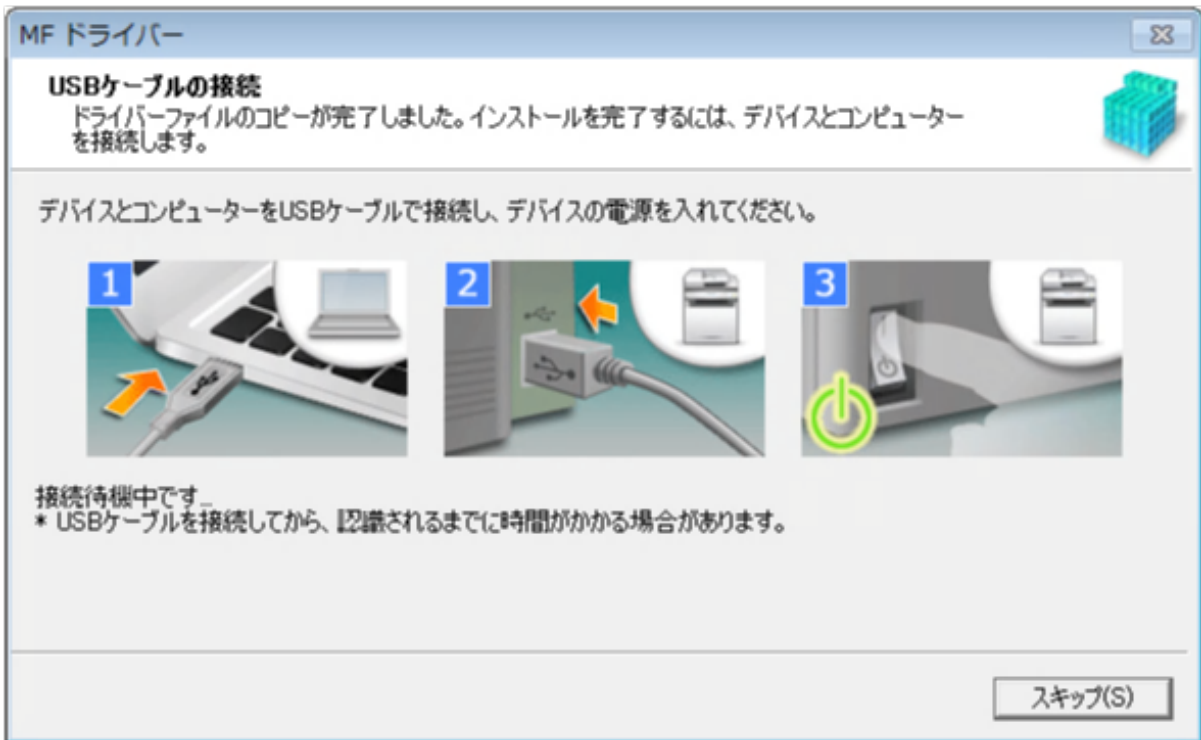 MF ドライバー
USBケーブルの接続
ドライバーファイルのコピーが完了しました。インストールを完了するには、デバイスとコンピューター
を接続します。
デバイスとコンピューターをUSBケーブルで接続し、デバイスの電源を入れてください。
1
2
3
接続待機中です...
* USBケーブルを接続してから、認識されるまでに時間がかかる場合があります。
スキップ(S)